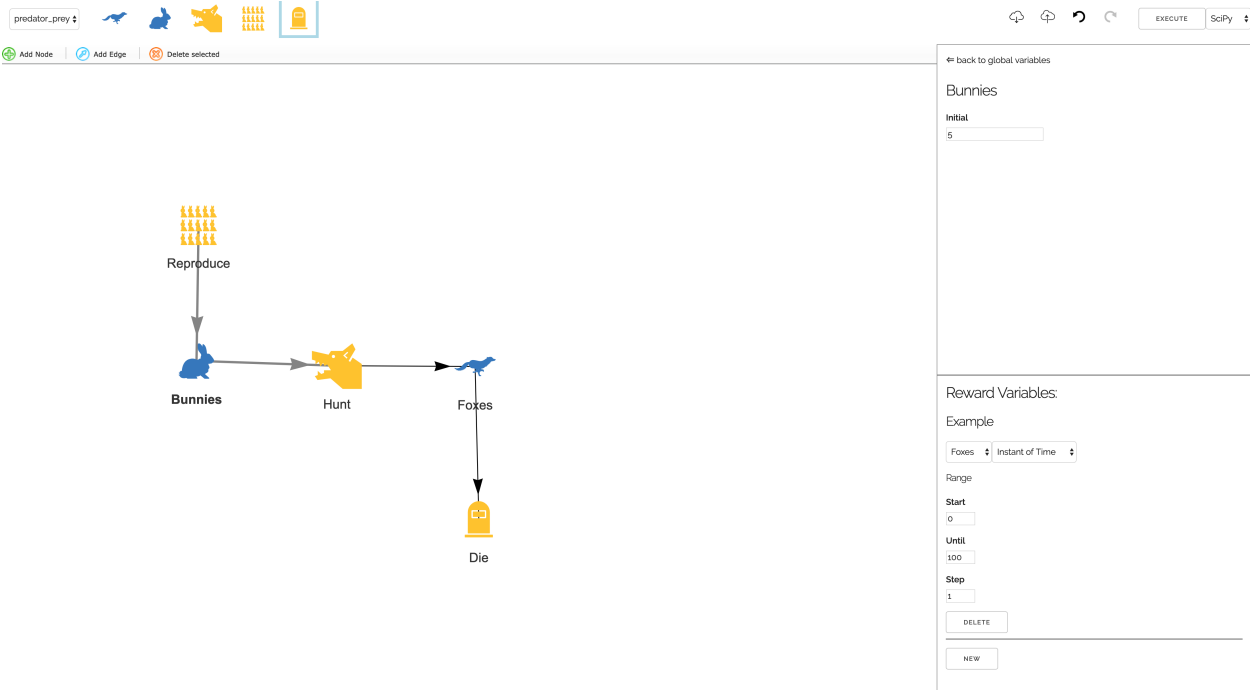 predator_prey
EXECUTE
SciPy
Add Node
Add Edge
Delete selected
⇐ back to global variables
Bunnies
Initial
5
Reproduce
Bunnies
Hunt
Foxes
Die
Reward Variables:
Example
Foxes
Instant of Time
Range
Start
0
Until
100
Step
1
DELETE
NEW